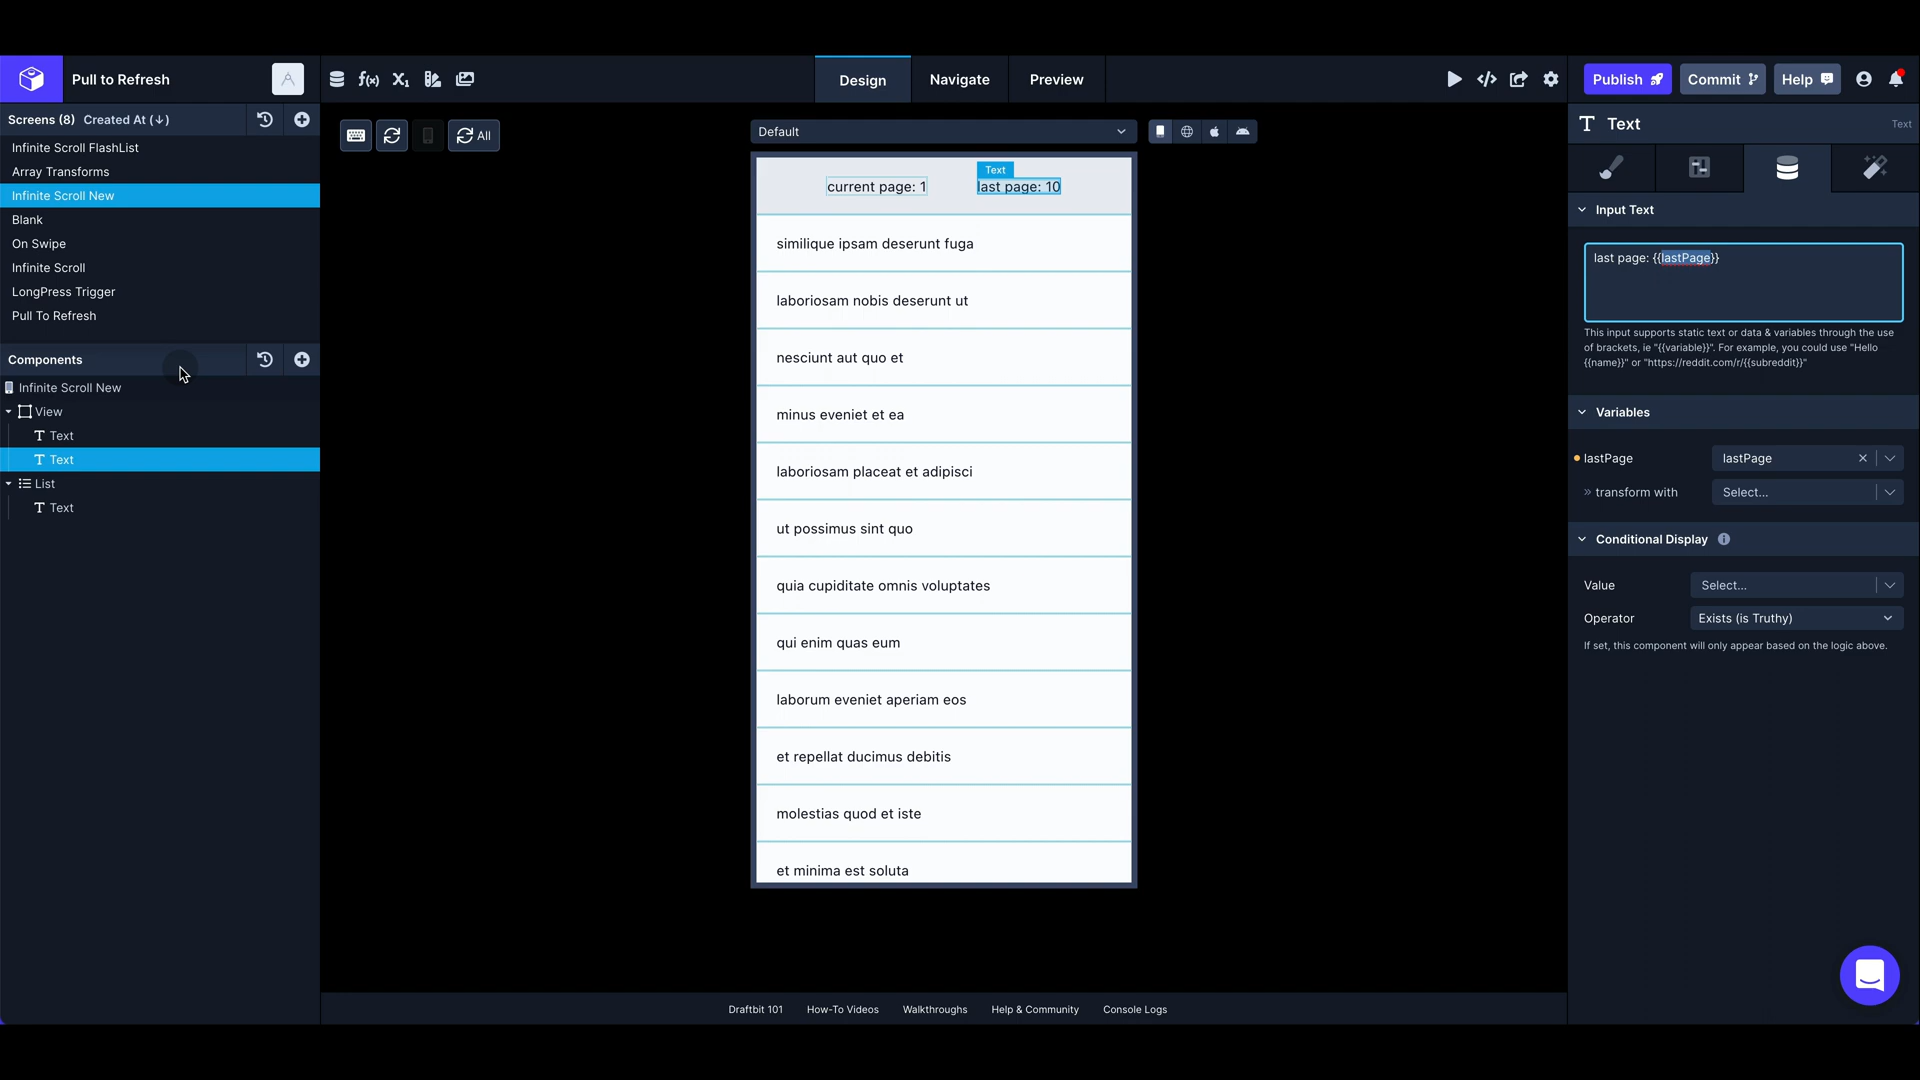 Pull to Refresh
Design
Navigate
Preview
Publish
Commit
Help
Screens (8) Created At (↓)
Infinite Scroll FlashList
Array Transforms
Infinite Scroll New
Blank
On Swipe
Infinite Scroll
LongPress Trigger
Pull To Refresh
Components
Infinite Scroll New
View
Text
Text
List
Text
All
Default
Text
current page: 1
last page: 10
similique ipsam deserunt fuga
laboriosam nobis deserunt ut
nesciunt aut quo et
minus eveniet et ea
laboriosam placeat et adipisci
ut possimus sint quo
quia cupiditate omnis voluptates
qui enim quas eum
laborum eveniet aperiam eos
et repellat ducimus debitis
molestias quod et iste
et minima est soluta
Text
Text
Input Text
last page: {{lastPage}}
This input supports static text or data & variables through the use
of brackets, ie "{{variable}}". For example, you could use "Hello
{{name}}" or "https://reddit.com/r/{{subreddit}}"
Variables
lastPage
lastPage
transform with
Select...
Conditional Display
Value
Select...
Operator
Exists (is Truthy)
If set, this component will only appear based on the logic above.
Draftbit 101
How-To Videos
Walkthroughs
Help & Community
Console Logs